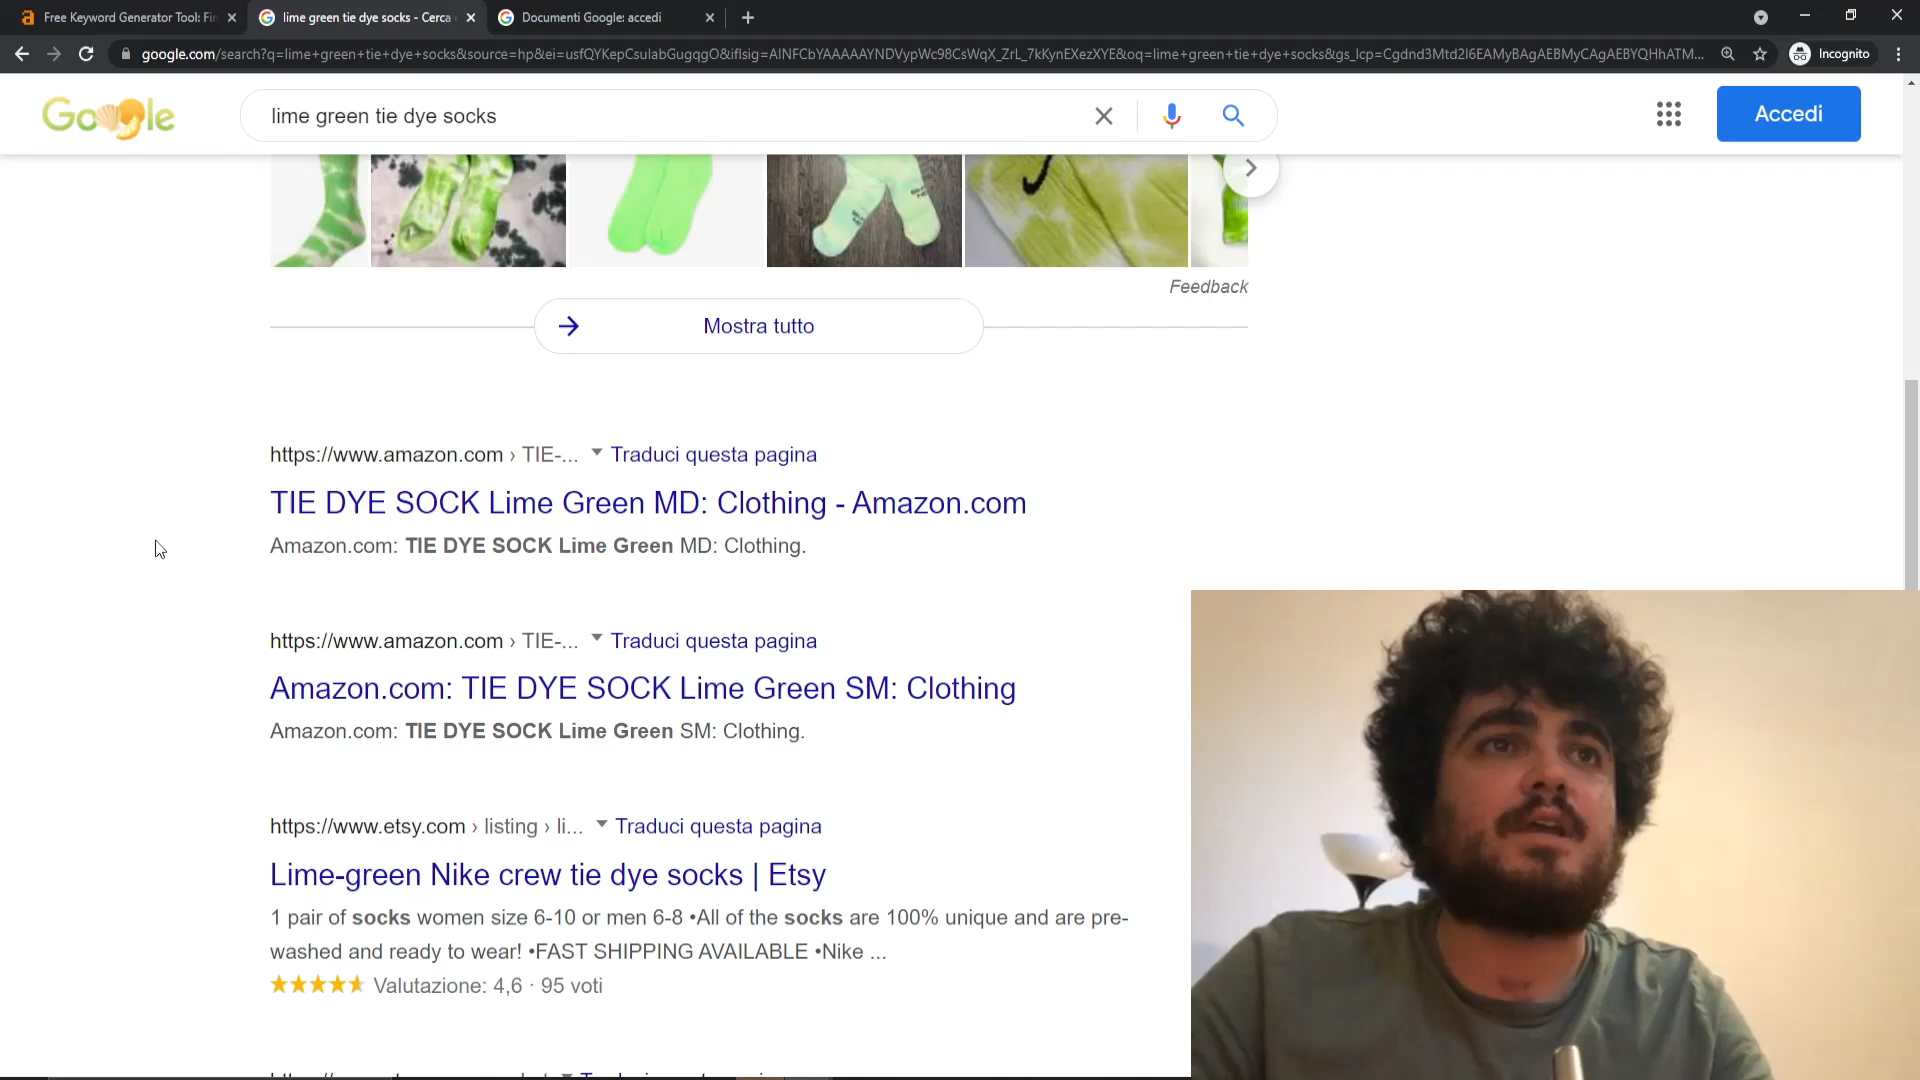 Free Keyword Generator Tool: Fin
lime green tie dye socks - Cerca
Documenti Google: accedi
google.com/search?q=lime+green+tie+dye+socks&source=hp&ei=usfQYKepCsulabGugqgO&iflsig=AINFCbYAAAAAYNDVypWc98CsWqX_ZrL_7kKynEXezXYE&oq=lime+green+tie+dye+socks&gs_lcp=Cgdnd3Mtd2l6EAMyBAgAEBMyCAgAEBYQHhATM...
Incognito
Google
lime green tie dye socks
Accedi
Feedback
Mostra tutto
https://www.amazon.com › TIE-... Traduci questa pagina
TIE DYE SOCK Lime Green MD: Clothing - Amazon.com
Amazon.com: TIE DYE SOCK Lime Green MD: Clothing.
https://www.amazon.com › TIE-... Traduci questa pagina
Amazon.com: TIE DYE SOCK Lime Green SM: Clothing
Amazon.com: TIE DYE SOCK Lime Green SM: Clothing.
https://www.etsy.com › listing › li... Traduci questa pagina
Lime-green Nike crew tie dye socks | Etsy
1 pair of socks women size 6-10 or men 6-8 •All of the socks are 100% unique and are pre-
washed and ready to wear! •FAST SHIPPING AVAILABLE •Nike ...
Valutazione: 4,6 · 95 voti